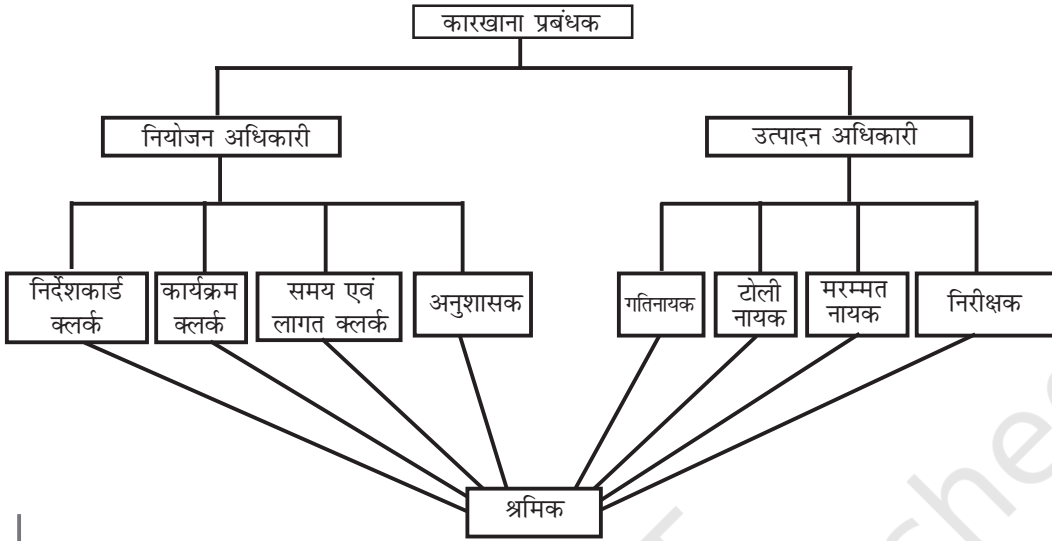 कारखाना प्रबंधक
नियोजन अधिकारी
उत्पादन अधिकारी
निर्देशकार्ड
क्लर्क
कार्यक्रम
क्लर्क
समय एवं
लागत क्लर्क
अनुशासक
गतिनायक
टोली
नायक
मरम्मत
नायक
निरीक्षक
श्रमिक